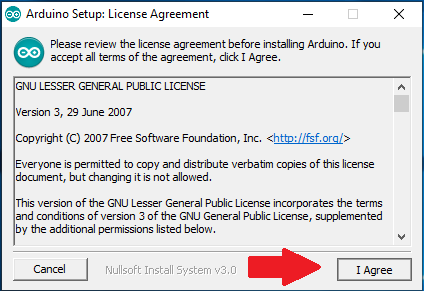 Arduino Setup: License Agreement
Please review the license agreement before installing Arduino. If you
accept all terms of the agreement, click I Agree.
GNU LESSER GENERAL PUBLIC LICENSE
Version 3, 29 June 2007
Copyright (C) 2007 Free Software Foundation, Inc. <http://fsf.org/>
Everyone is permitted to copy and distribute verbatim copies of this license
document, but changing it is not allowed.
This version of the GNU Lesser General Public License incorporates the terms
and conditions of version 3 of the GNU General Public License, supplemented
by the additional permissions listed below.
Cancel
Nullsoft Install System v3.0
I Agree